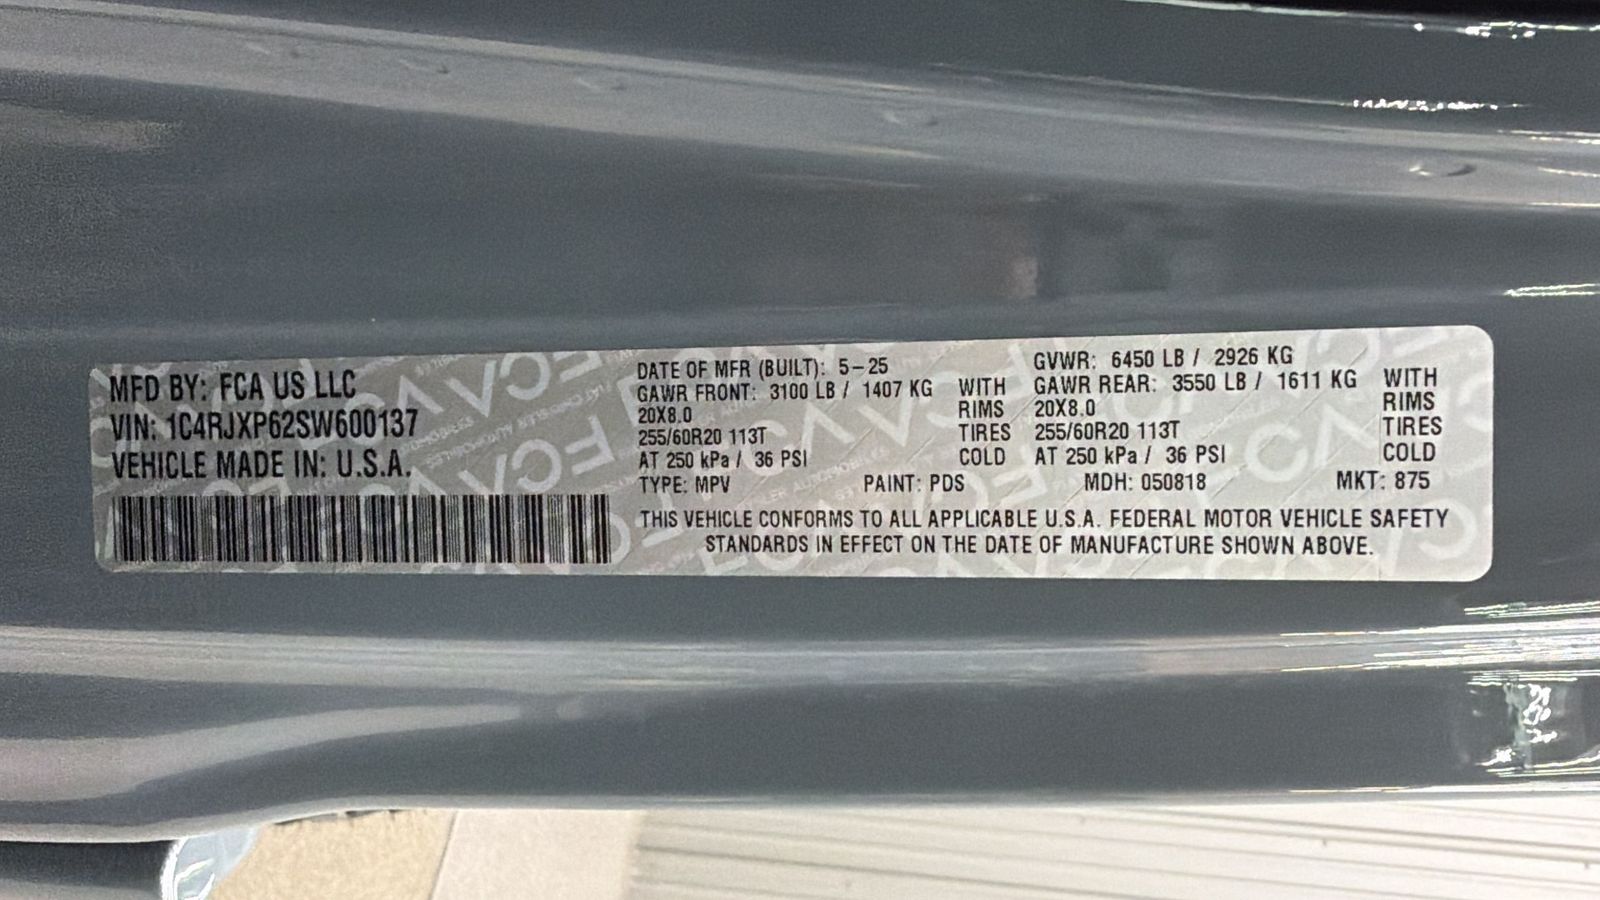 MFD BY: FCA US LLC
VIN: 1C4RJXP62SW600137
VEHICLE MADE IN: U.S.A.
DATE OF MFR (BUILT): 5-25
GAWR FRONT: 3100 LB / 1407 KG WITH
20X8.0 RIMS
255/60R20 113T TIRES
AT 250 kPa / 36 PSI COLD
GVWR: 6450 LB / 2926 KG
GAWR REAR: 3550 LB / 1611 KG WITH
20X8.0 RIMS
255/60R20 113T TIRES
AT 250 kPa / 36 PSI COLD
TYPE: MPV PAINT: PDS MDH: 050818 MKT: 875
THIS VEHICLE CONFORMS TO ALL APPLICABLE U.S.A. FEDERAL MOTOR VEHICLE SAFETY
STANDARDS IN EFFECT ON THE DATE OF MANUFACTURE SHOWN ABOVE.